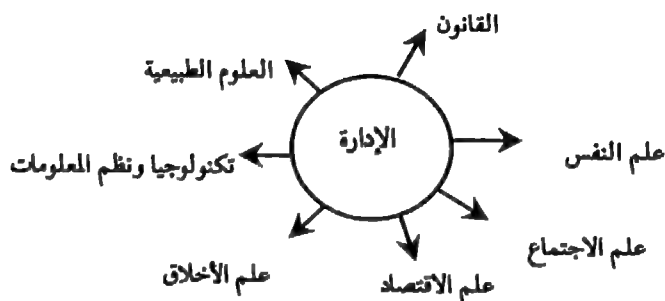 القانون
العلوم الطبيعية
الإدارة
علم النفس
تكنولوجيا ونظم المعلومات
علم الاجتماع
علم الاقتصاد
علم الأخلاق